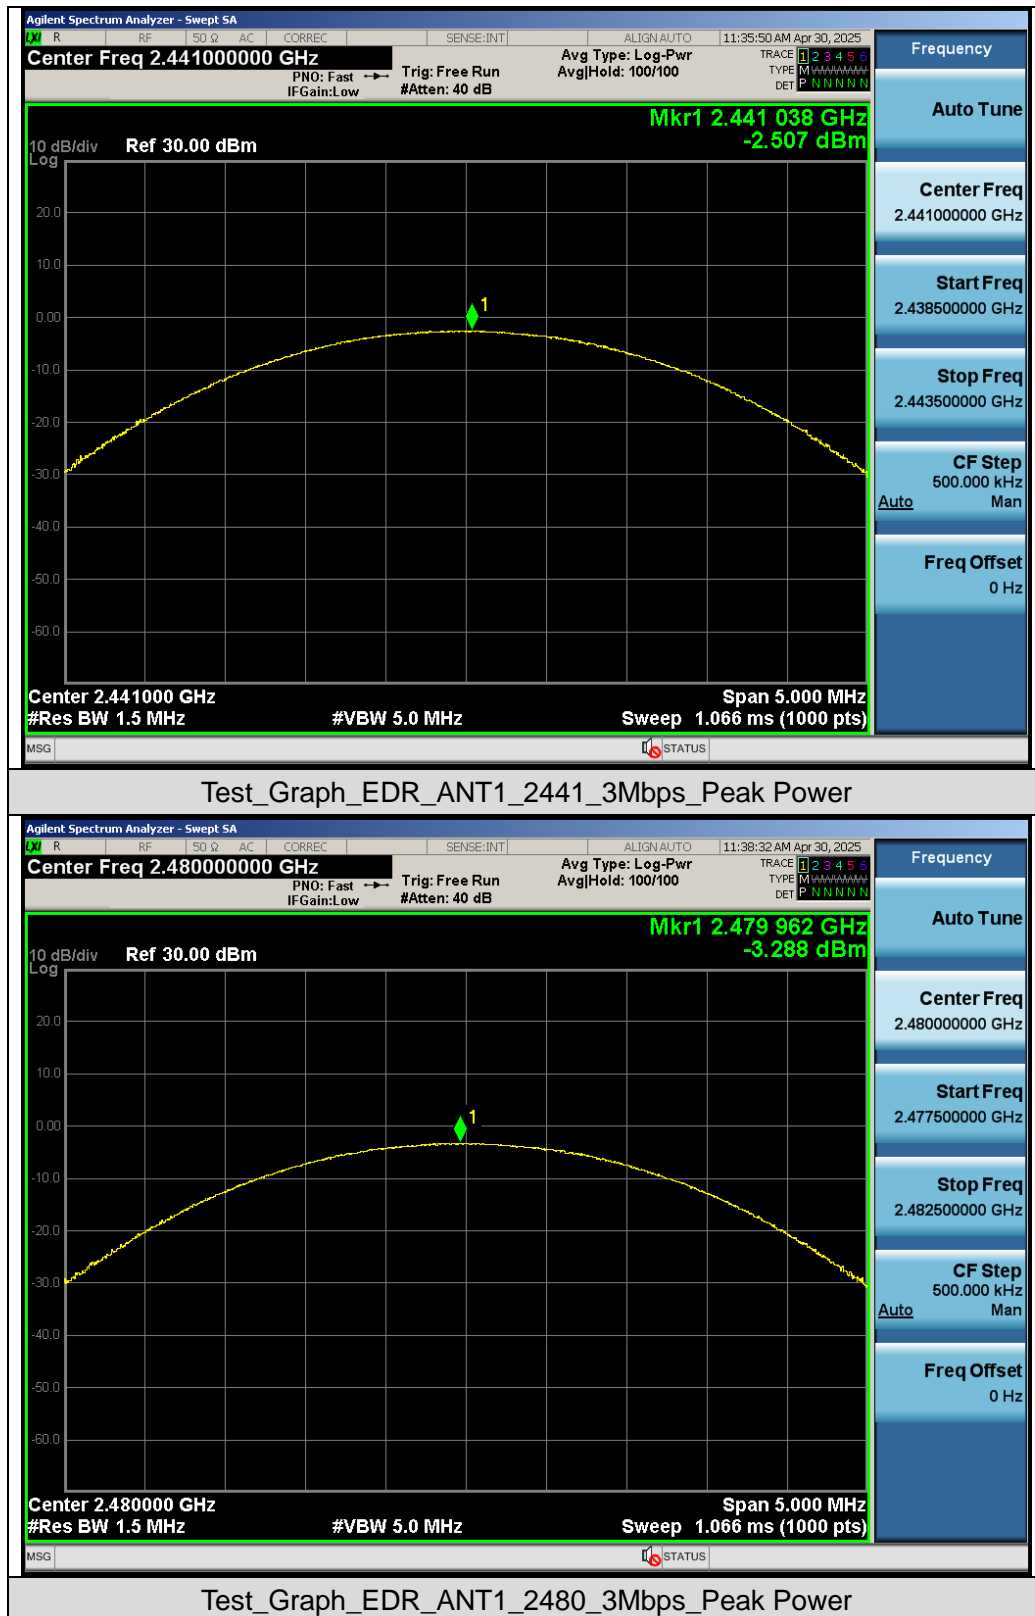 Agilent Spectrum Analyzer - Swept SA
LXI R RF 50 Ω AC CORREC SENSE:INT ALIGN AUTO 11:35:50 AM Apr 30, 2025
Center Freq 2.441000000 GHz
PNO: Fast
IFGain:Low
Trig: Free Run
#Atten: 40 dB
Avg Type: Log-Pwr
Avg|Hold: 100/100
TRACE 1 2 3 4 5 6
TYPE M
DET P N N N N N
Frequency
Auto Tune
Center Freq
2.441000000 GHz
Start Freq
2.438500000 GHz
Stop Freq
2.443500000 GHz
CF Step
500.000 kHz
Auto Man
Freq Offset
0 Hz
Mkr1 2.441 038 GHz
-2.507 dBm
10 dB/div Ref 30.00 dBm
Log
20.0
10.0
0.00
-10.0
-20.0
-30.0
-40.0
-50.0
-60.0
1
Center 2.441000 GHz Span 5.000 MHz
#Res BW 1.5 MHz #VBW 5.0 MHz Sweep 1.066 ms (1000 pts)
MSG STATUS
Test_Graph_EDR_ANT1_2441_3Mbps_Peak Power
Agilent Spectrum Analyzer - Swept SA
LXI R RF 50 Ω AC CORREC SENSE:INT ALIGN AUTO 11:38:32 AM Apr 30, 2025
Center Freq 2.480000000 GHz
PNO: Fast
IFGain:Low
Trig: Free Run
#Atten: 40 dB
Avg Type: Log-Pwr
Avg|Hold: 100/100
TRACE 1 2 3 4 5 6
TYPE M
DET P N N N N N
Frequency
Auto Tune
Center Freq
2.480000000 GHz
Start Freq
2.477500000 GHz
Stop Freq
2.482500000 GHz
CF Step
500.000 kHz
Auto Man
Freq Offset
0 Hz
Mkr1 2.479 962 GHz
-3.288 dBm
10 dB/div Ref 30.00 dBm
Log
20.0
10.0
0.00
-10.0
-20.0
-30.0
-40.0
-50.0
-60.0
1
Center 2.480000 GHz Span 5.000 MHz
#Res BW 1.5 MHz #VBW 5.0 MHz Sweep 1.066 ms (1000 pts)
MSG STATUS
Test_Graph_EDR_ANT1_2480_3Mbps_Peak Power